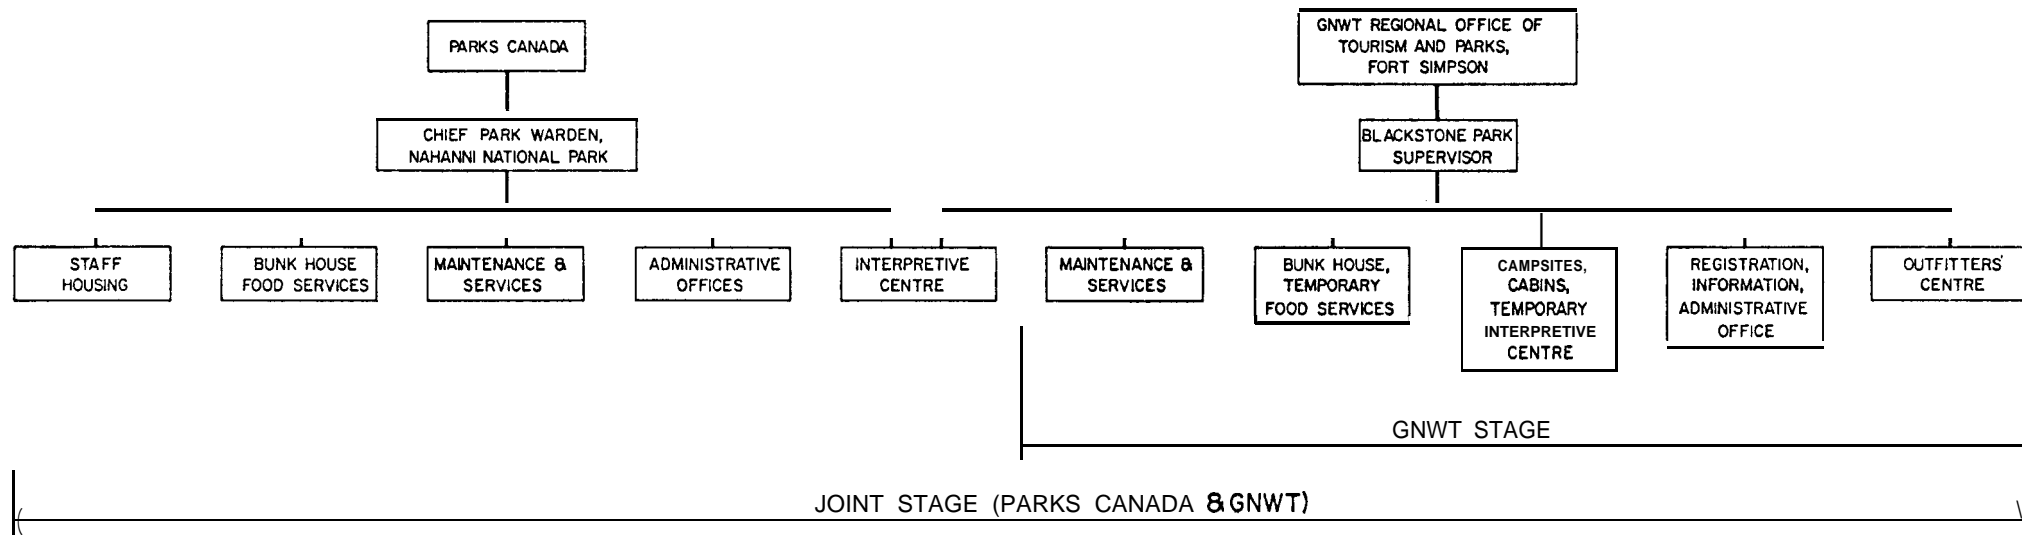 PARKS CANADA
GNWT REGIONAL OFFICE OF
TOURISM AND PARKS,
FORT SIMPSON
CHIEF PARK WARDEN,
NAHANNI NATIONAL PARK
BLACKSTONE PARK
SUPERVISOR
STAFF
HOUSING
BUNK HOUSE
FOOD SERVICES
MAINTENANCE &
SERVICES
ADMINISTRATIVE
OFFICES
INTERPRETIVE
CENTRE
MAINTENANCE &
SERVICES
BUNK HOUSE,
TEMPORARY
FOOD SERVICES
CAMPSITES,
CABINS,
TEMPORARY
INTERPRETIVE
CENTRE
REGISTRATION,
INFORMATION,
ADMINISTRATIVE
OFFICE
OUTFITTERS'
CENTRE
GNWT STAGE
JOINT STAGE (PARKS CANADA & GNWT)